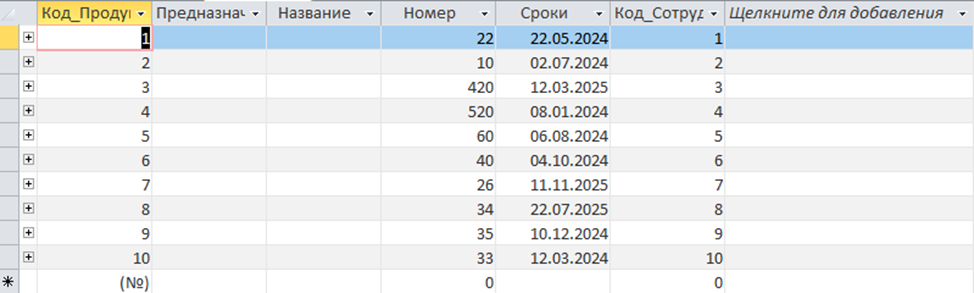 Код_Проду Предназнач Название Номер Сроки Код_Сотруд Щелкните для добавления
1 22 22.05.2024 1
2 10 02.07.2024 2
3 420 12.03.2025 3
4 520 08.01.2024 4
5 60 06.08.2024 5
6 40 04.10.2024 6
7 26 11.11.2025 7
8 34 22.07.2025 8
9 35 10.12.2024 9
10 33 12.03.2024 10
(№) 0 0